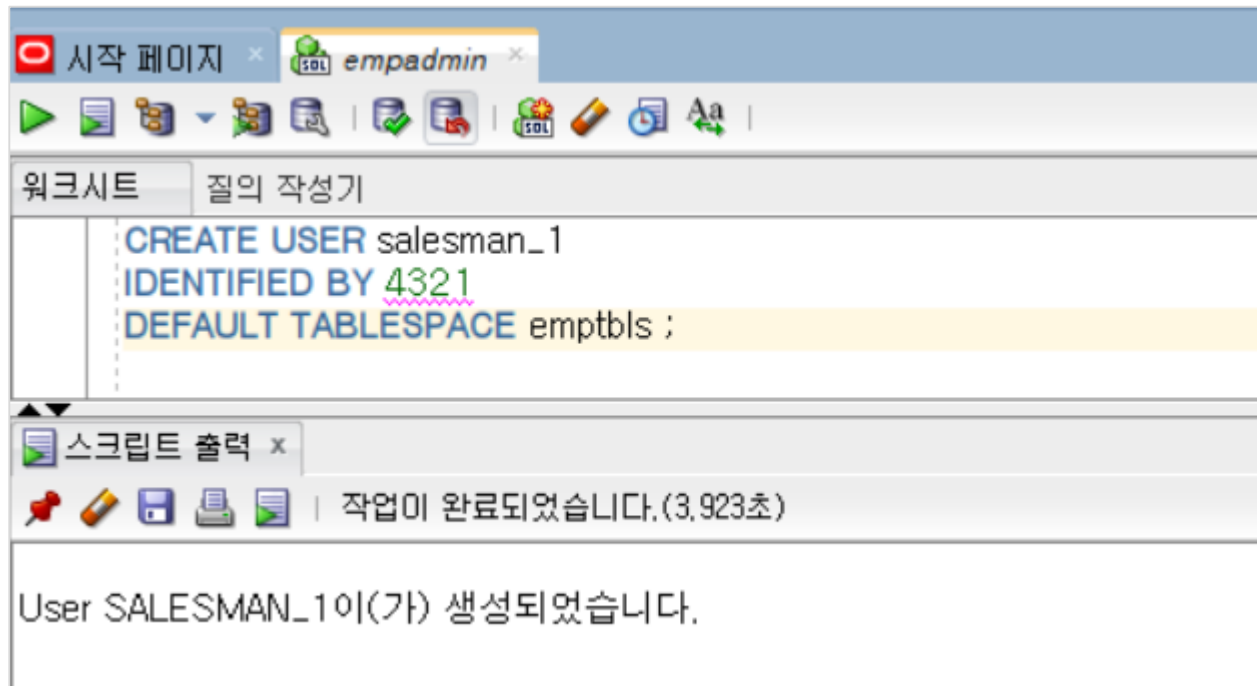 시작 페이지 empadmin
워크시트 질의 작성기
CREATE USER salesman_1
IDENTIFIED BY 4321
DEFAULT TABLESPACE emptbls ;
스크립트 출력
작업이 완료되었습니다.(3.923초)
User SALESMAN_1이(가) 생성되었습니다.